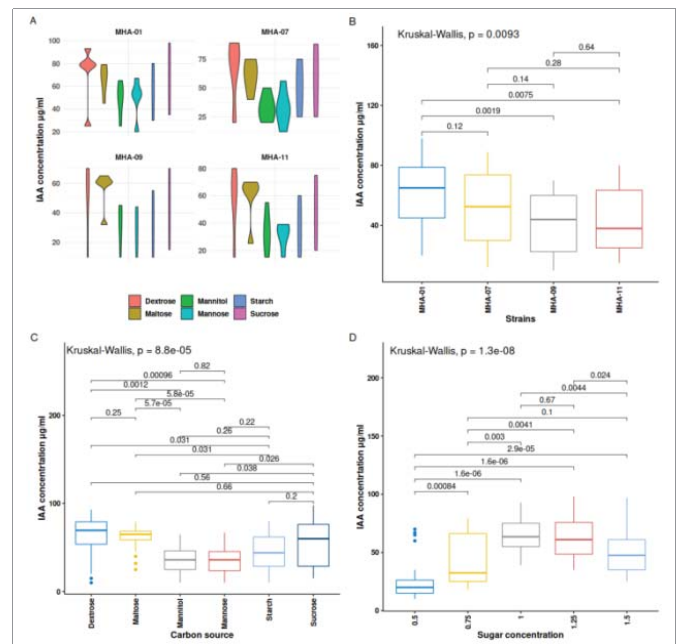 A
MHA-01
MHA-07
100
80
60
40
20
75
50
25
MHA-09
MHA-11
60
40
20
80
60
40
20
IAA concentrtation µg/ml
IAA concentrtation µg/ml
Dextrose
Mannitol
Starch
Maltose
Mannose
Sucrose
B
Kruskal-Wallis, p = 0.0093
160
120
80
40
IAA concentrtation µg/ml
0.64
0.28
0.14
0.0075
0.0019
0.12
MHA-01
MHA-07
MHA-09
MHA-11
Strains
C
Kruskal-Wallis, p = 8.8e-05
200
100
0
IAA concentrtation µg/ml
0.82
0.00096
0.0012
5.8e-05
5.7e-05
0.25
0.22
0.26
0.031
0.031
0.026
0.038
0.56
0.66
0.2
Dextrose
Maltose
Mannitol
Mannose
Starch
Sucrose
Carbon source
D
Kruskal-Wallis, p = 1.3e-08
200
150
100
50
0
IAA concentrtation µg/ml
0.024
0.0044
0.67
0.1
0.0041
0.003
2.9e-05
1.6e-06
1.6e-06
0.00084
0.5
0.75
1
1.25
1.5
Sugar concentration